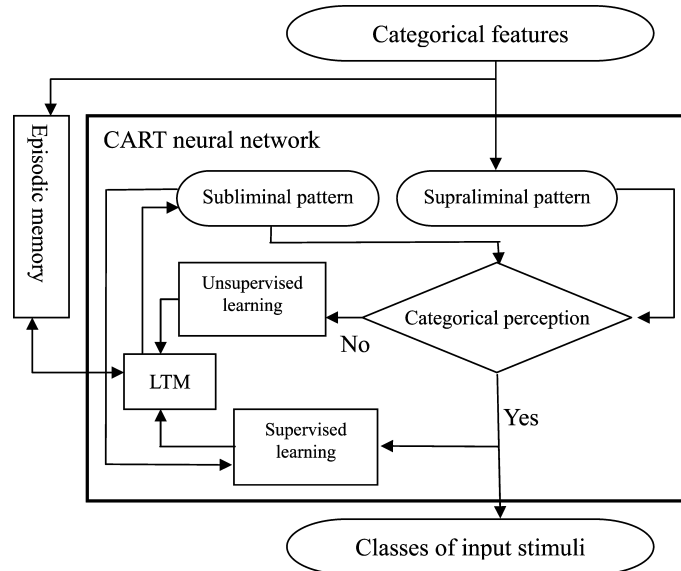 Categorical features
Episodic memory
CART neural network
Subliminal pattern
Supraliminal pattern
Unsupervised
learning
Categorical perception
No
LTM
Yes
Supervised
learning
Classes of input stimuli